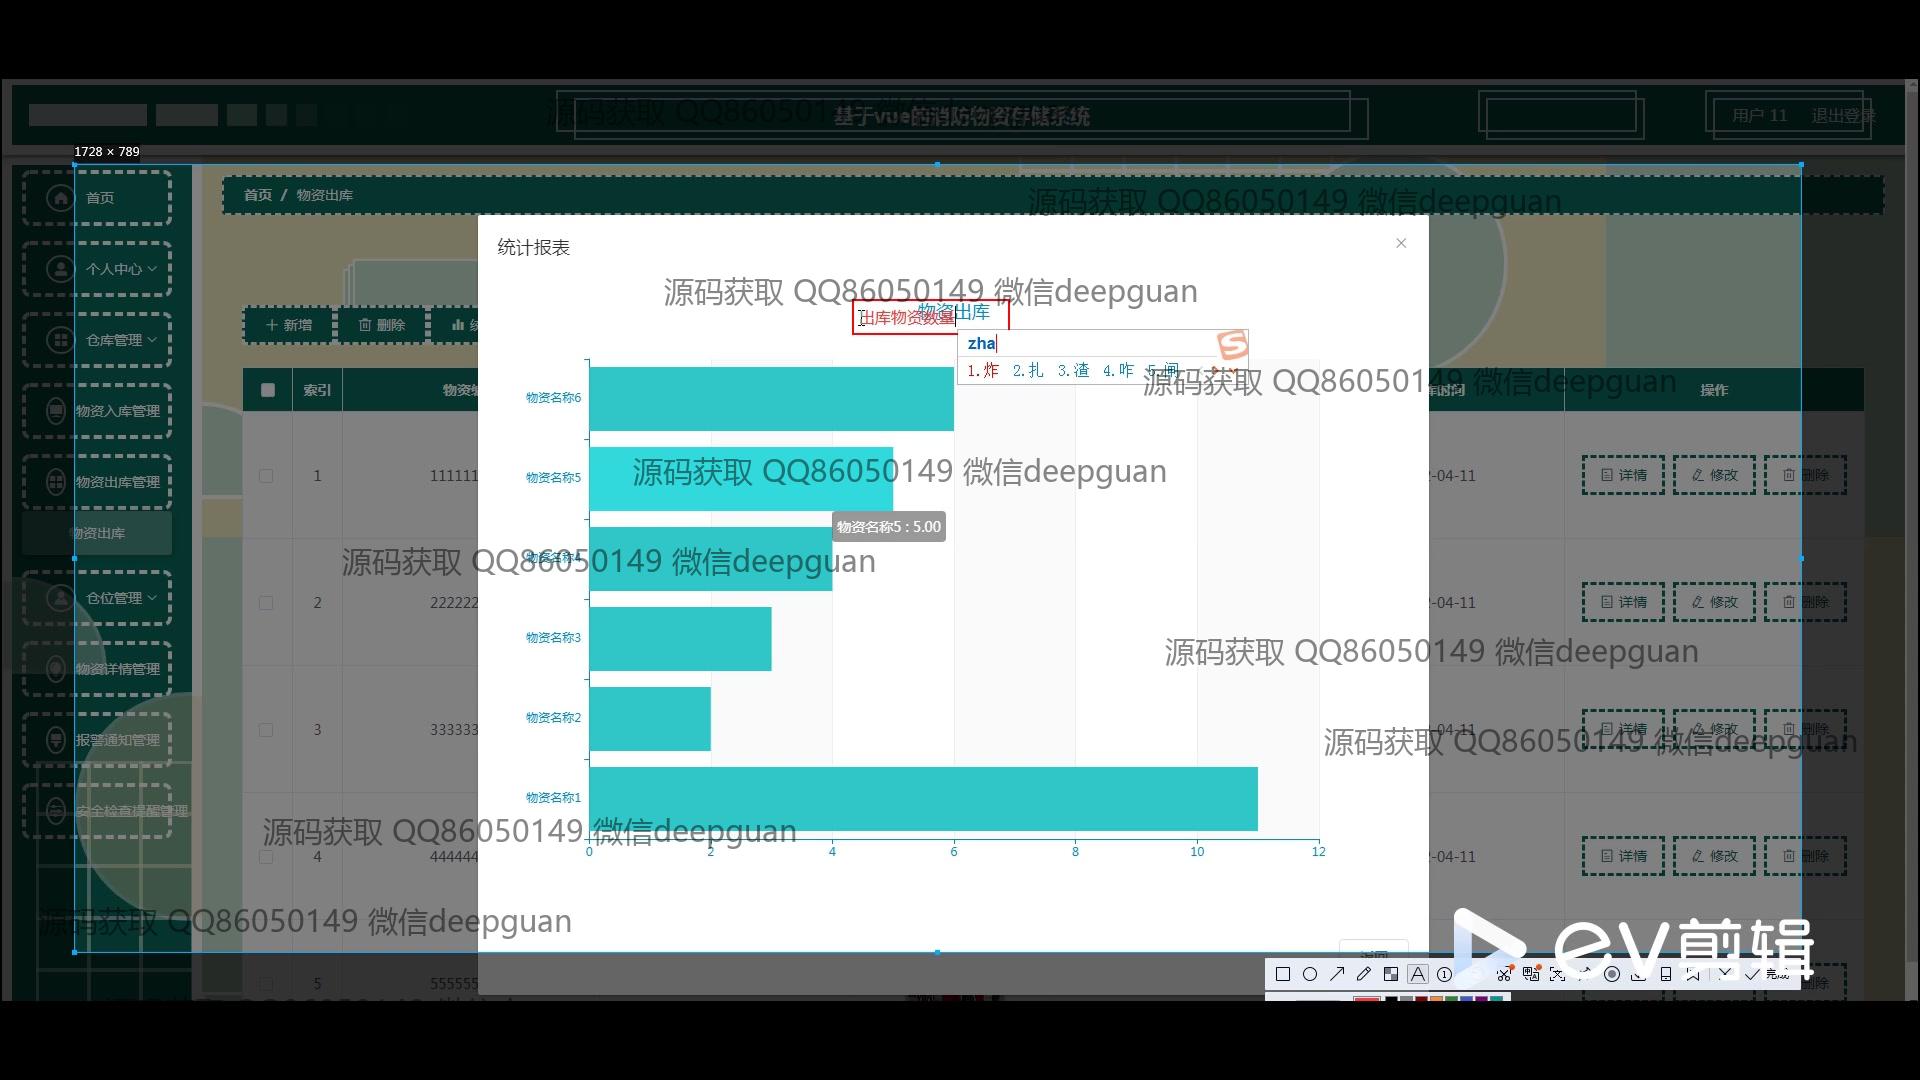 源码获取 QQ86050149 微信deepguan
基于vue的消防物资存储系统
用户 11
退出登录
1728 × 789
首页
个人中心
仓库管理
物资入库管理
物资出库管理
物资出库
仓位管理
物资详情管理
报警通知管理
安全检查提醒管理
首页 / 物资出库
源码获取 QQ86050149 微信deepguan
统计报表
源码获取 QQ86050149 微信deepguan
物资出库
出库物资数量
zha
1.炸 2.扎 3.渣 4.咋 5.闸
新增
删除
索引
操作
源码获取 QQ86050149 微信deepguan
物资名称6
物资名称5
物资名称4
物资名称3
物资名称2
物资名称1
源码获取 QQ86050149 微信deepguan
物资名称5 : 5.00
源码获取 QQ86050149 微信deepguan
0 2 4 6 8 10 12
1 111111
-04-11 详情 修改 删除
2 222222
-04-11 详情 修改 删除
源码获取 QQ86050149 微信deepguan
3 333333
-04-11 详情 修改 删除
源码获取 QQ86050149 微信deepguan
源码获取 QQ86050149 微信deepguan
4 444444
-04-11 详情 修改 删除
源码获取 QQ86050149 微信deepguan
5 555555
删除
返回
完成
EV剪辑